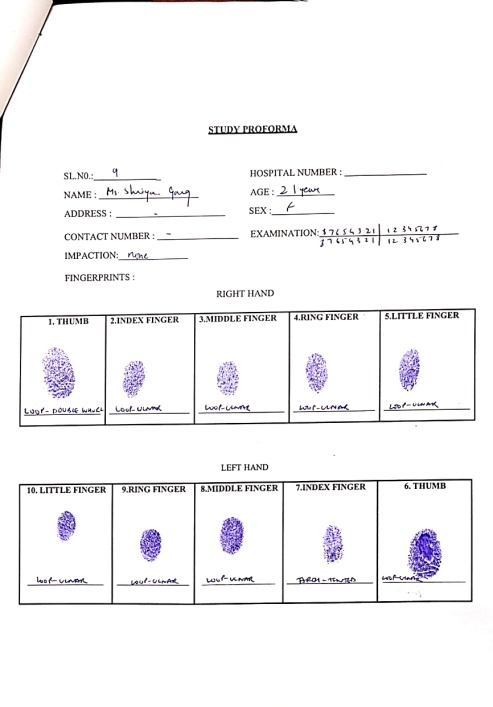 STUDY PROFORMA
SL.N0.: 9
HOSPITAL NUMBER :
NAME : Ms. Shriya Garg
AGE : 21 year
ADDRESS : -
SEX : F
CONTACT NUMBER : -
EXAMINATION: 87654321 | 12345678
87654321 | 12345678
IMPACTION: none
FINGERPRINTS :
RIGHT HAND
1. THUMB 2.INDEX FINGER 3.MIDDLE FINGER 4.RING FINGER 5.LITTLE FINGER
LOOP - DOUBLE WHORL LOOP-ULNAR LOOP-ULNAR LOOP-ULNAR LOOP-ULNAR
LEFT HAND
10. LITTLE FINGER 9.RING FINGER 8.MIDDLE FINGER 7.INDEX FINGER 6. THUMB
LOOP-ULNAR LOOP-ULNAR LOOP-ULNAR ARCH-TENTED LOOP-ULNAR